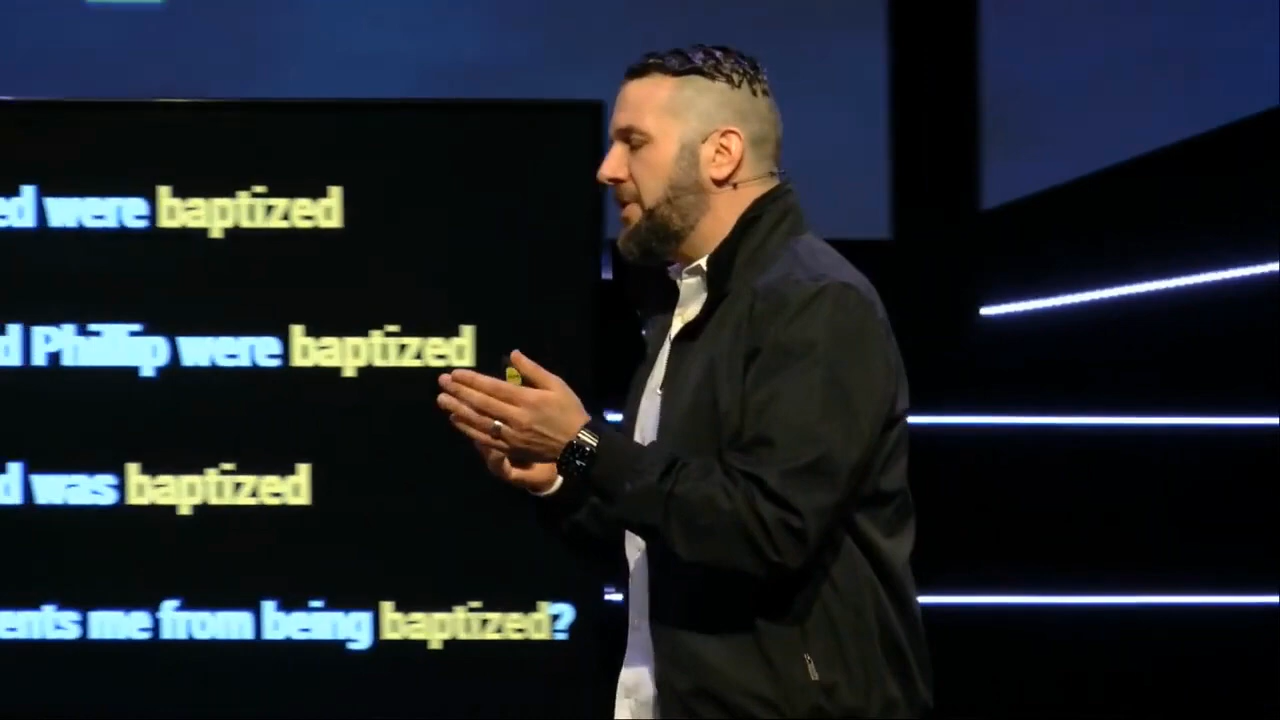 ed were baptized
d Phillip were baptized
d was baptized
ents me from being baptized?